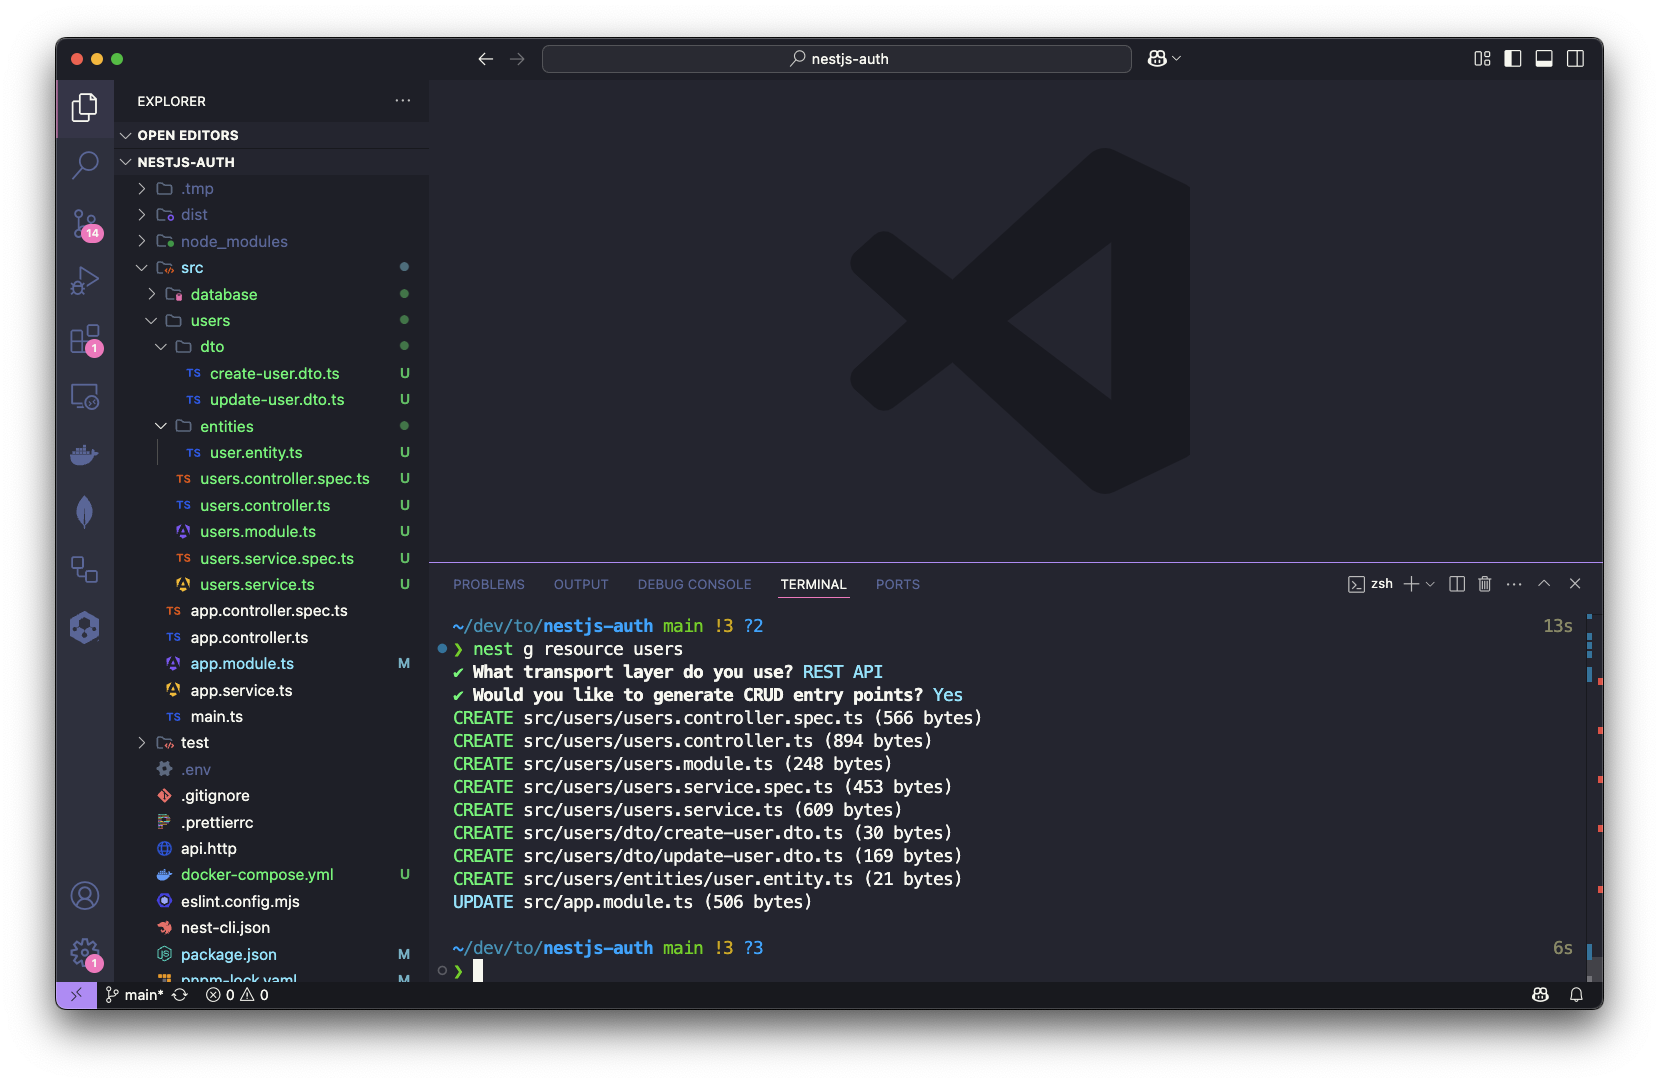 nestjs-auth
EXPLORER
OPEN EDITORS
NESTJS-AUTH
.tmp
dist
node_modules
src
database
users
dto
TS create-user.dto.ts U
TS update-user.dto.ts U
entities
TS user.entity.ts U
TS users.controller.spec.ts U
TS users.controller.ts U
users.module.ts U
TS users.service.spec.ts U
users.service.ts U
TS app.controller.spec.ts
TS app.controller.ts
app.module.ts M
app.service.ts
TS main.ts
test
.env
.gitignore
.prettierrc
api.http
docker-compose.yml U
eslint.config.mjs
nest-cli.json
package.json M
pnpm-lock.yaml M
14
1
1
PROBLEMS OUTPUT DEBUG CONSOLE TERMINAL PORTS
zsh
~/dev/to/nestjs-auth main !3 ?2 13s
❯ nest g resource users
✔ What transport layer do you use? REST API
✔ Would you like to generate CRUD entry points? Yes
CREATE src/users/users.controller.spec.ts (566 bytes)
CREATE src/users/users.controller.ts (894 bytes)
CREATE src/users/users.module.ts (248 bytes)
CREATE src/users/users.service.spec.ts (453 bytes)
CREATE src/users/users.service.ts (609 bytes)
CREATE src/users/dto/create-user.dto.ts (30 bytes)
CREATE src/users/dto/update-user.dto.ts (169 bytes)
CREATE src/users/entities/user.entity.ts (21 bytes)
UPDATE src/app.module.ts (506 bytes)
~/dev/to/nestjs-auth main !3 ?3 6s
❯
main* 0 0